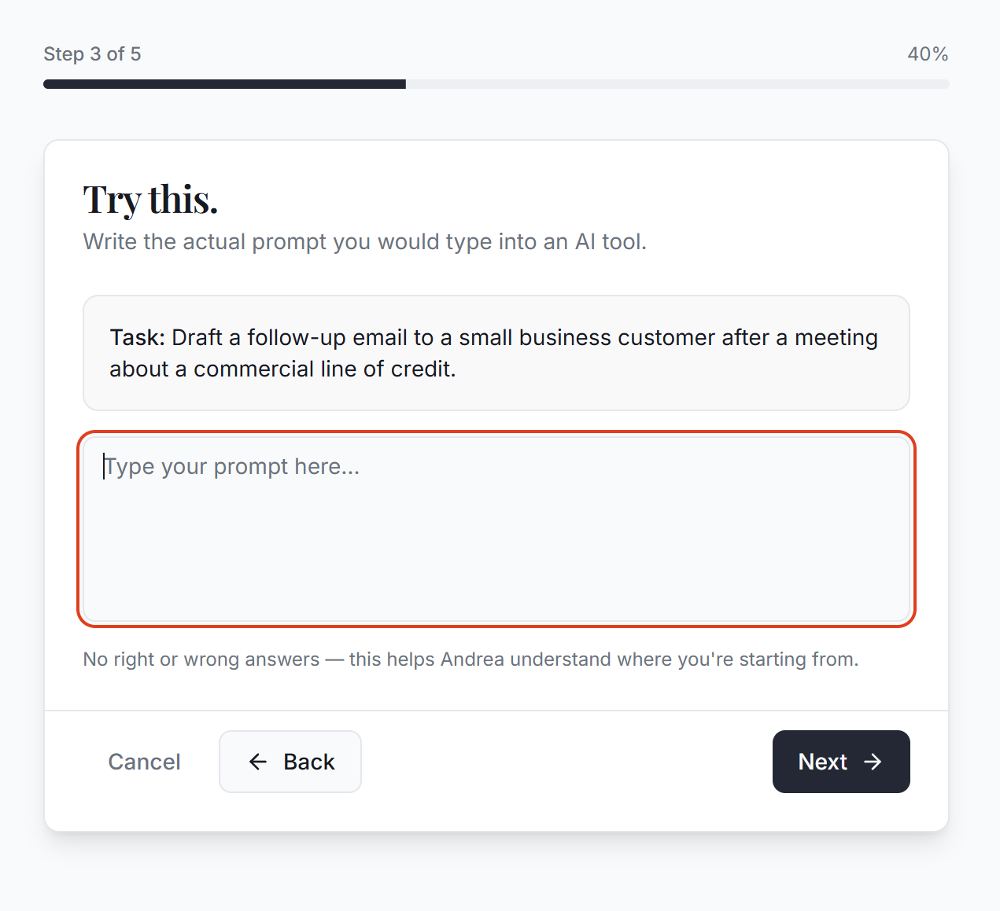 Step 3 of 5
40%
Try this.
Write the actual prompt you would type into an AI tool.
Task: Draft a follow-up email to a small business customer after a meeting
about a commercial line of credit.
Type your prompt here...
No right or wrong answers — this helps Andrea understand where you're starting from.
Cancel
← Back
Next →